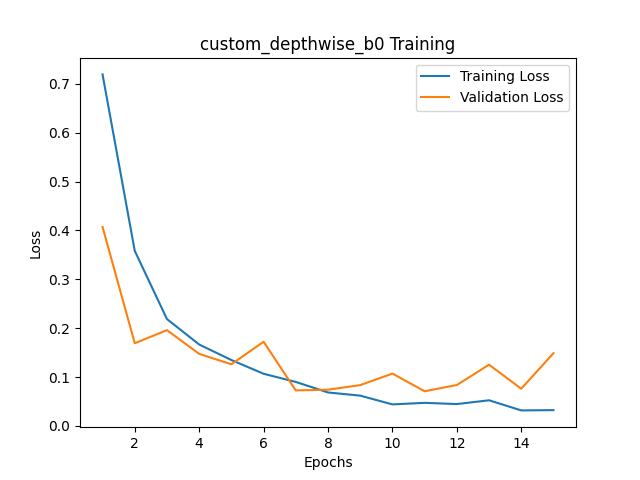 custom_depthwise_b0 Training
Training Loss
Validation Loss
0.7
0.6
0.5
0.4
0.3
0.2
0.1
0.0
Loss
2 4 6 8 10 12 14
Epochs